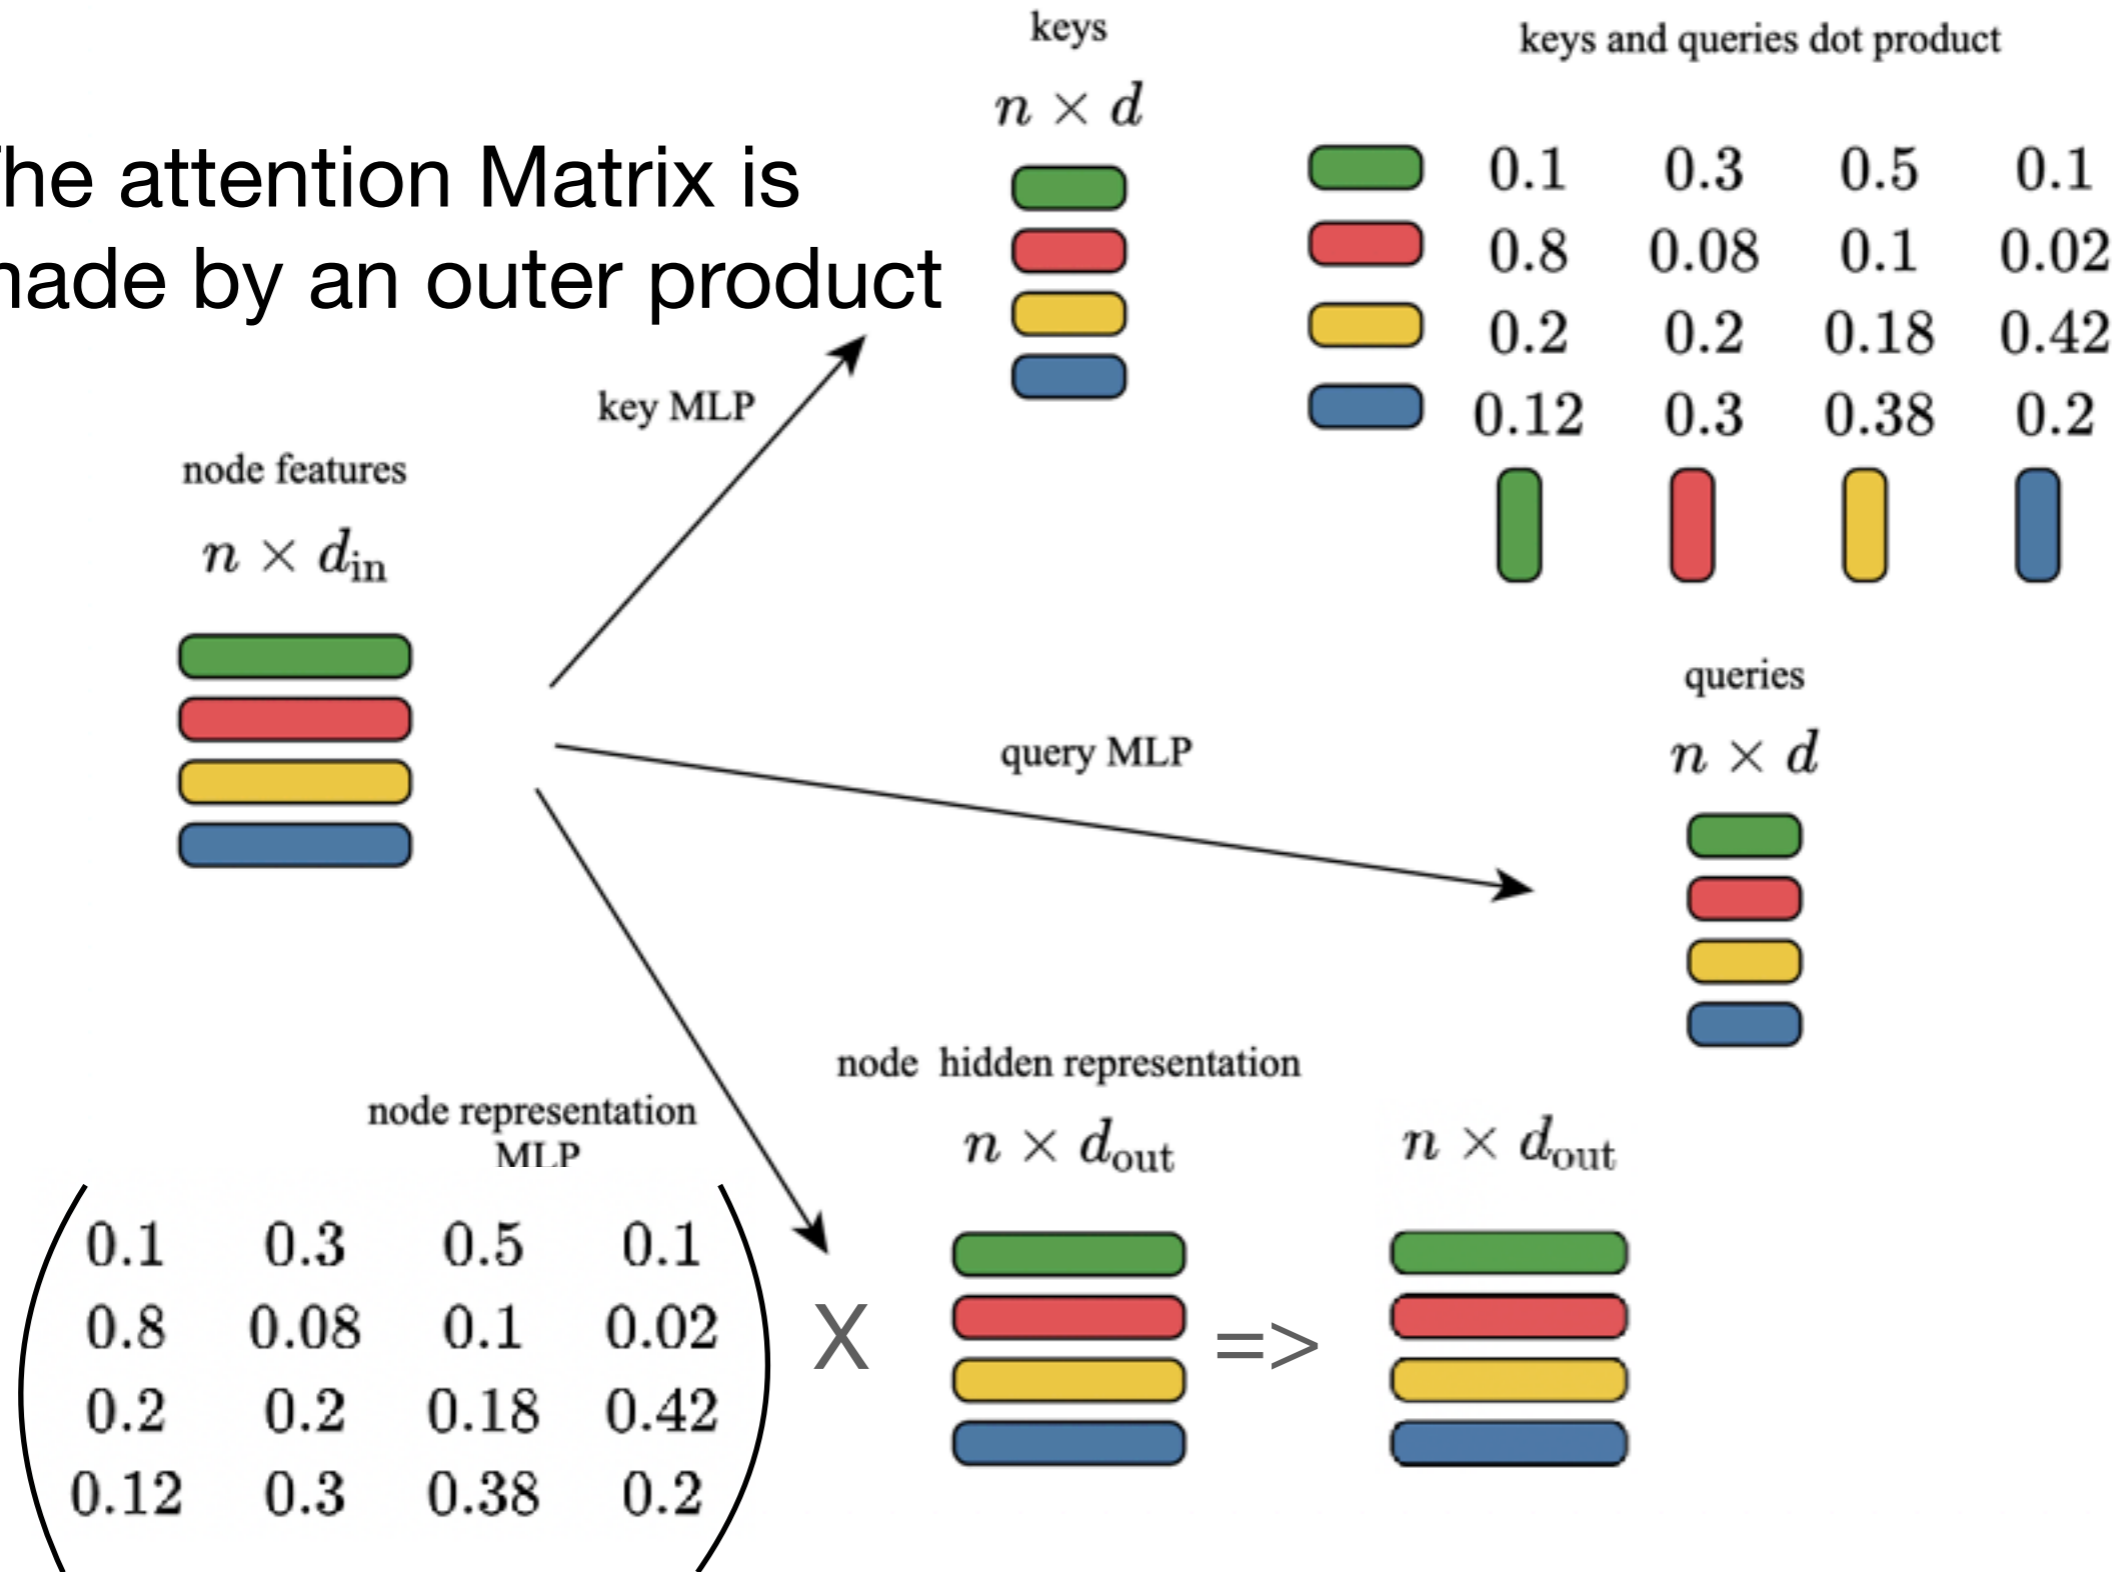 he attention Matrix is
ade by an outer product
keys
n × d
keys and queries dot product
0.1 0.3 0.5 0.1
0.8 0.08 0.1 0.02
0.2 0.2 0.18 0.42
0.12 0.3 0.38 0.2
key MLP
node features
n × d_in
query MLP
queries
n × d
node representation
MLP
node hidden representation
n × d_out
n × d_out
0.1 0.3 0.5 0.1
0.8 0.08 0.1 0.02
0.2 0.2 0.18 0.42
0.12 0.3 0.38 0.2
X
=>